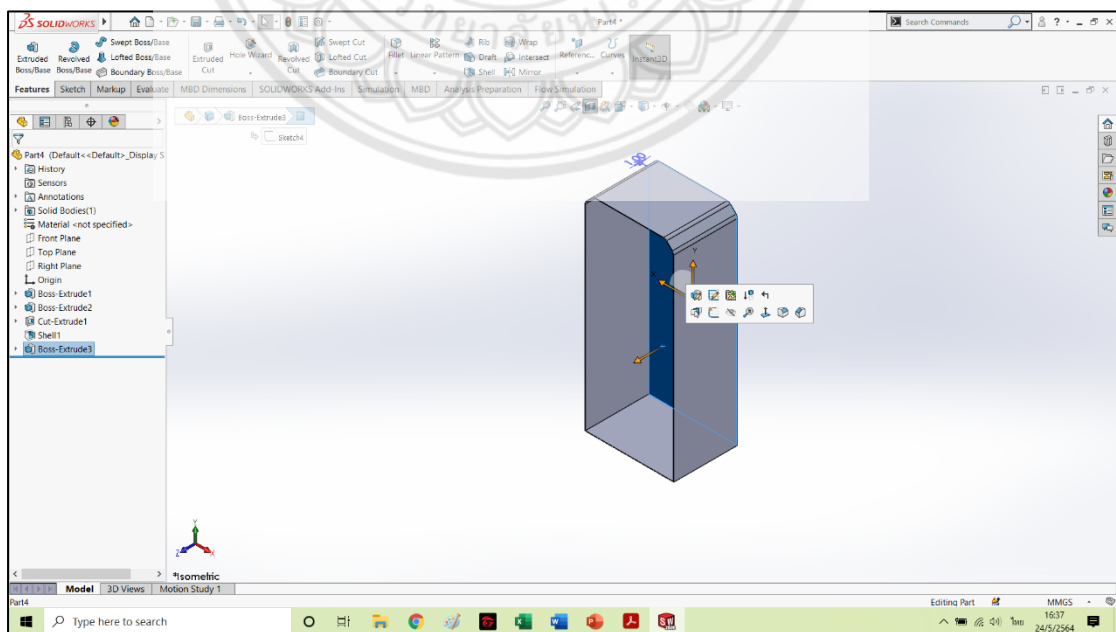 SOLIDWORKS Part4 * Search Commands
Extruded Boss/Base Revolved Boss/Base Swept Boss/Base Lofted Boss/Base Boundary Boss/Base Extruded Cut Hole Wizard Revolved Cut Swept Cut Lofted Cut Boundary Cut Fillet Linear Pattern Rib Draft Shell Wrap Intersect Mirror Referenc... Curves Instant3D
Features Sketch Markup Evaluate MBD Dimensions SOLIDWORKS Add-Ins Simulation MBD Analysis Preparation Flow Simulation
Boss-Extrude3
Sketch4
Part4 (Default<<Default>_Display S
History
Sensors
Annotations
Solid Bodies(1)
Material <not specified>
Front Plane
Top Plane
Right Plane
Origin
Boss-Extrude1
Boss-Extrude2
Cut-Extrude1
Shell1
Boss-Extrude3
Y
X
Y
Z
X
*Isometric
Model 3D Views Motion Study 1
Part4 Editing Part MMGS
Type here to search ไทย 16:37
24/5/2564